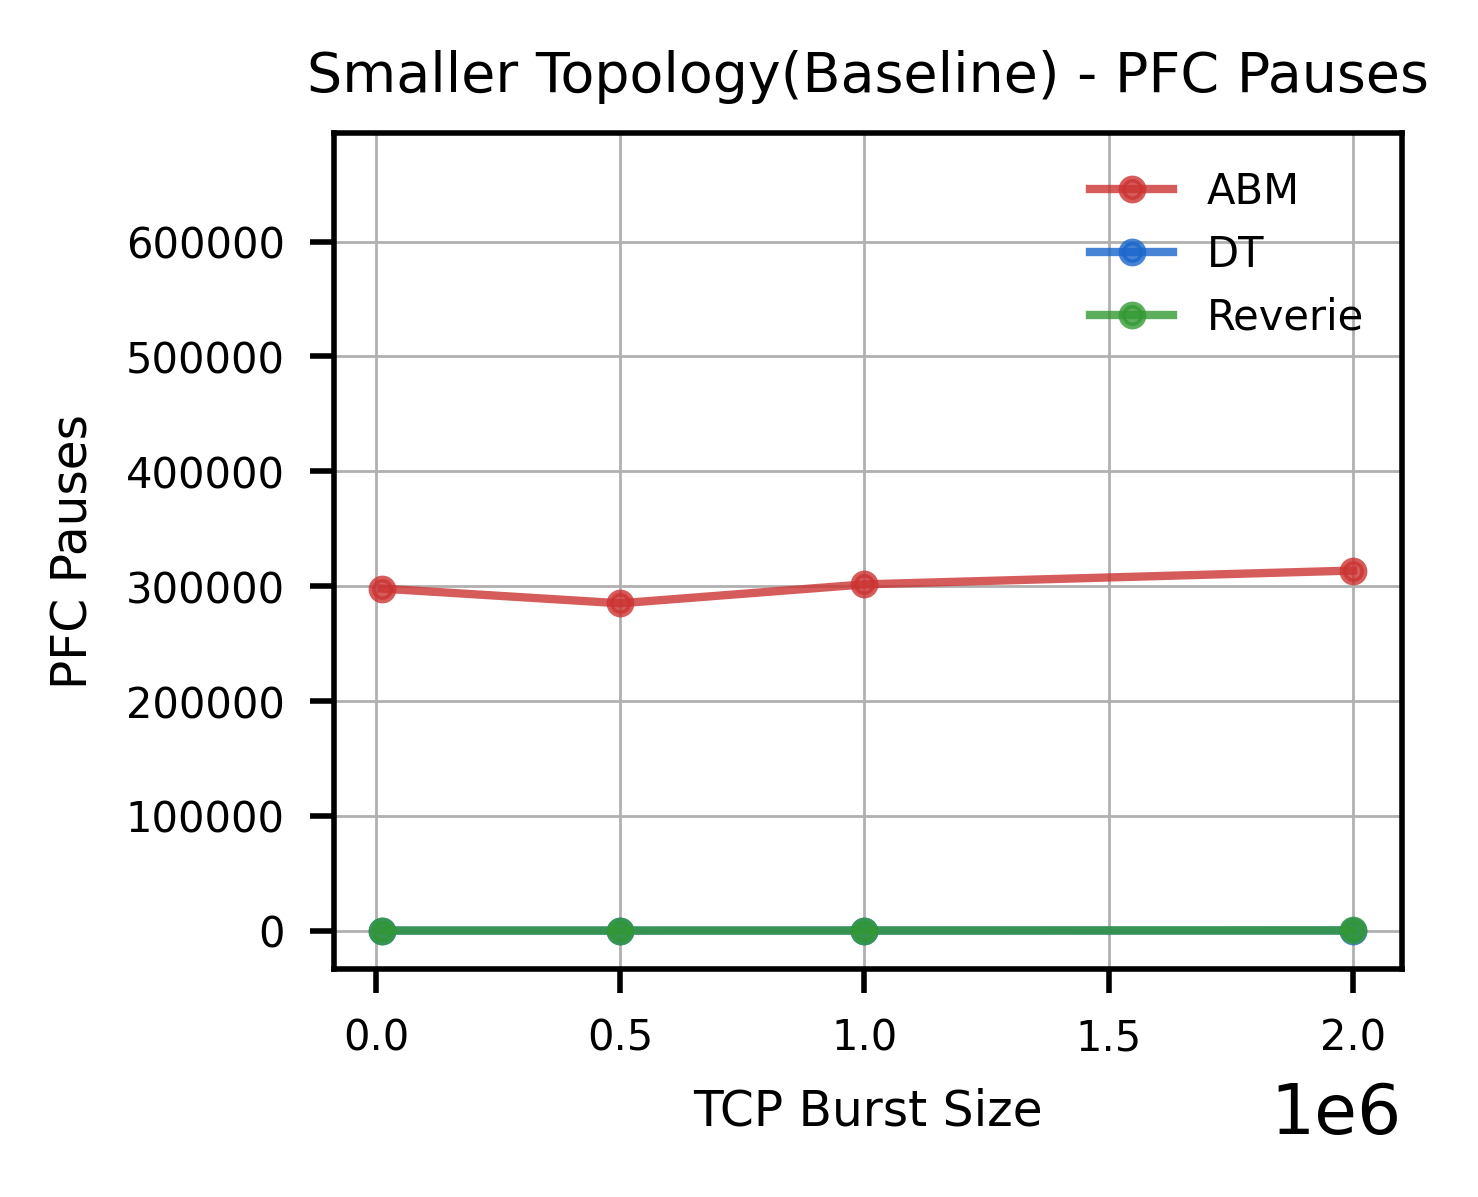 Smaller Topology(Baseline) - PFC Pauses
ABM
DT
Reverie
PFC Pauses
600000
500000
400000
300000
200000
100000
0
0.0 0.5 1.0 1.5 2.0
TCP Burst Size
1e6